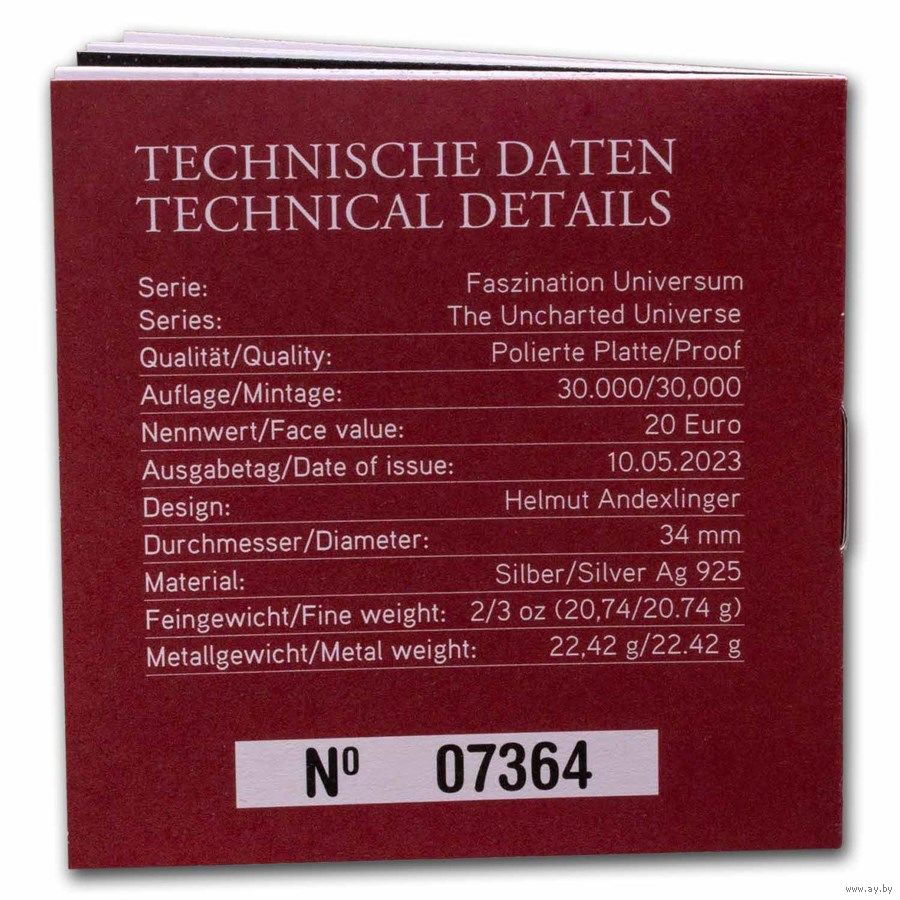 TECHNISCHE DATEN
TECHNICAL DETAILS
Serie: Faszination Universum
Series: The Uncharted Universe
Qualität/Quality: Polierte Platte/Proof
Auflage/Mintage: 30.000/30,000
Nennwert/Face value: 20 Euro
Ausgabetag/Date of issue: 10.05.2023
Design: Helmut Andexlinger
Durchmesser/Diameter: 34 mm
Material: Silber/Silver Ag 925
Feingewicht/Fine weight: 2/3 oz (20,74/20.74 g)
Metallgewicht/Metal weight: 22,42 g/22.42 g
Nº 07364
www.ay.by